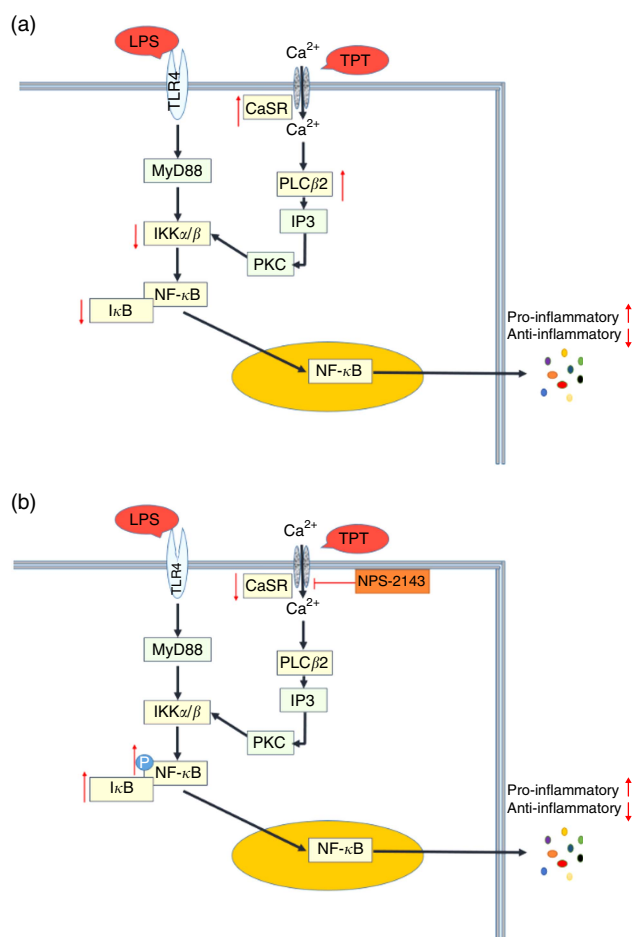 (a)
LPS
TLR4
Ca2+
TPT
CaSR
Ca2+
MyD88
PLCβ2
IKKα/β
IP3
PKC
NF-κB
IκB
Pro-inflammatory
Anti-inflammatory
NF-κB
(b)
LPS
TLR4
Ca2+
TPT
CaSR
NPS-2143
Ca2+
MyD88
PLCβ2
IKKα/β
IP3
PKC
P
NF-κB
IκB
Pro-inflammatory
Anti-inflammatory
NF-κB